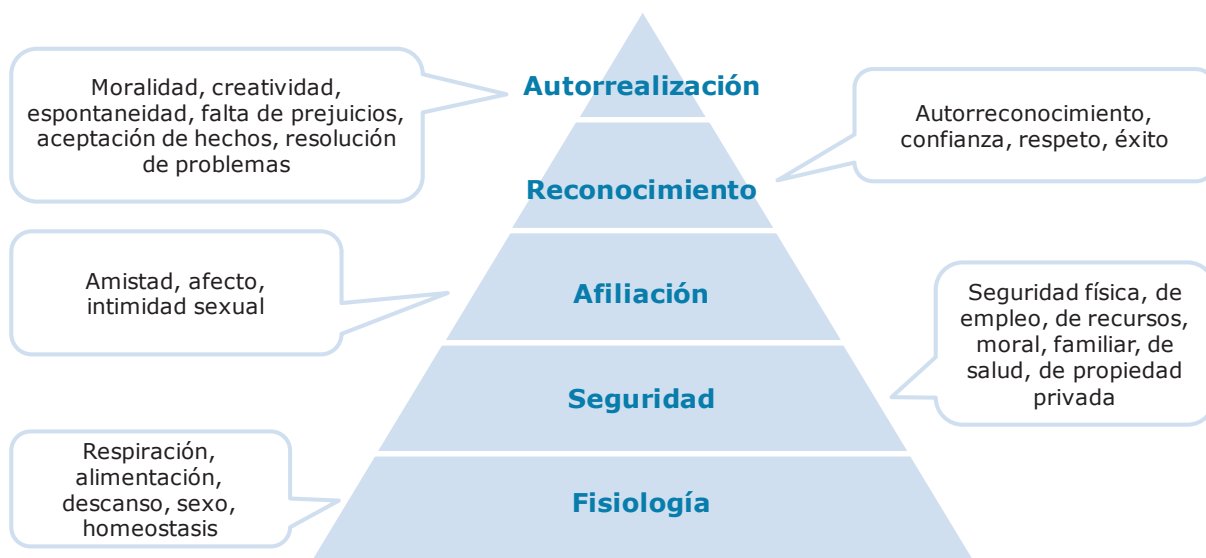 Autorrealización
Moralidad, creatividad,
espontaneidad, falta de prejuicios,
aceptación de hechos, resolución
de problemas
Reconocimiento
Autorreconocimiento,
confianza, respeto, éxito
Afiliación
Amistad, afecto,
intimidad sexual
Seguridad
Seguridad física, de
empleo, de recursos,
moral, familiar, de
salud, de propiedad
privada
Fisiología
Respiración,
alimentación,
descanso, sexo,
homeostasis